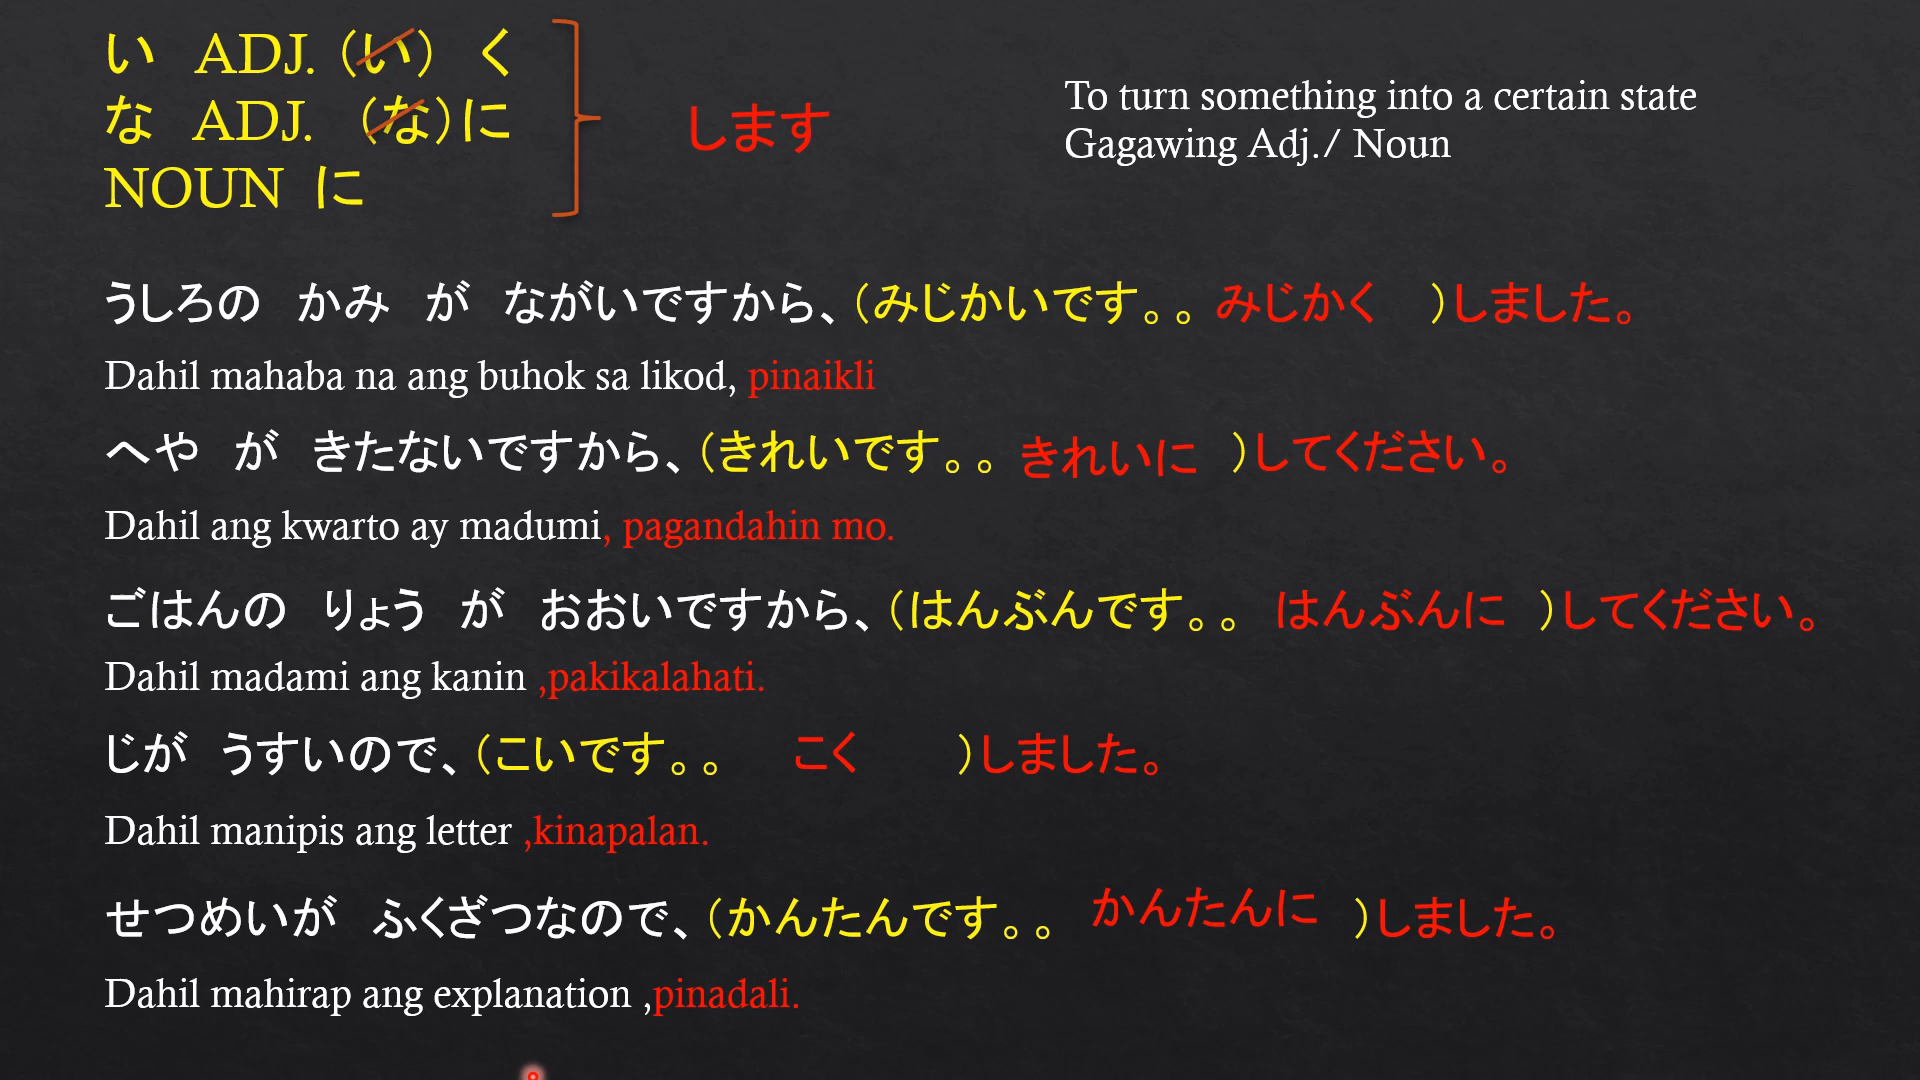 い ADJ. (い) く
な ADJ. (な)に
NOUN に
します
To turn something into a certain state
Gagawing Adj./ Noun
うしろの かみ が ながいですから、(みじかいです。。 みじかく )しました。
Dahil mahaba na ang buhok sa likod, pinaikli
へや が きたないですから、(きれいです。。 きれいに )してください。
Dahil ang kwarto ay madumi, pagandahin mo.
ごはんの りょう が おおいですから、(はんぶんです。。 はんぶんに )してください。
Dahil madami ang kanin ,pakikalahati.
じが うすいので、(こいです。。 こく )しました。
Dahil manipis ang letter ,kinapalan.
せつめいが ふくざつなので、(かんたんです。。 かんたんに )しました。
Dahil mahirap ang explanation ,pinadali.